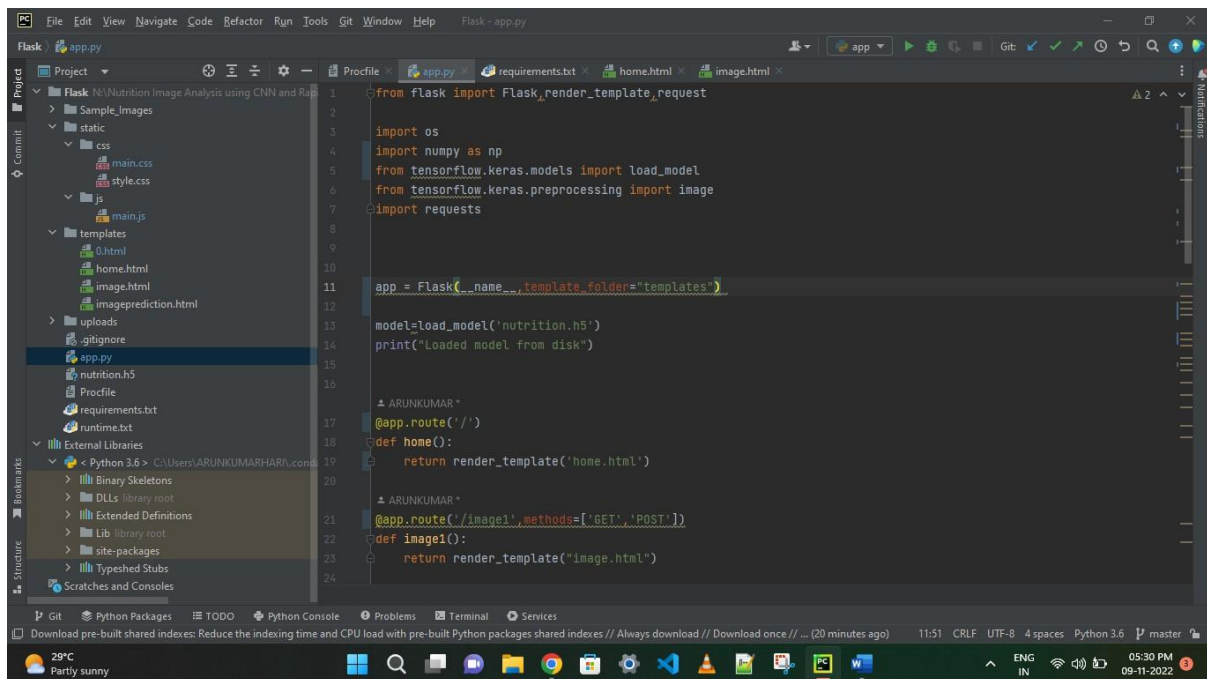 PC File Edit View Navigate Code Refactor Run Tools Git Window Help Flask - app.py
Flask app.py app Git:
Project Procfile app.py requirements.txt home.html image.html
Project
Commit
Bookmarks
Structure
Notifications
Flask N:\Nutrition Image Analysis using CNN and Rap
Sample_Images
static
css
main.css
style.css
js
main.js
templates
0.html
home.html
image.html
imageprediction.html
uploads
.gitignore
app.py
nutrition.h5
Procfile
requirements.txt
runtime.txt
External Libraries
< Python 3.6 > C:\Users\ARUNKUMARHARI\.cond
Binary Skeletons
DLLs library root
Extended Definitions
Lib library root
site-packages
Typeshed Stubs
Scratches and Consoles
2
1 from flask import Flask,render_template,request
2
3 import os
4 import numpy as np
5 from tensorflow.keras.models import load_model
6 from tensorflow.keras.preprocessing import image
7 import requests
8
9
10
11 app = Flask(__name__,template_folder="templates")
12
13 model=load_model('nutrition.h5')
14 print("Loaded model from disk")
15
16
ARUNKUMAR *
17 @app.route('/')
18 def home():
19 return render_template('home.html')
20
ARUNKUMAR *
21 @app.route('/image1',methods=['GET','POST'])
22 def image1():
23 return render_template("image.html")
24
Git Python Packages TODO Python Console Problems Terminal Services
Download pre-built shared indexes: Reduce the indexing time and CPU load with pre-built Python packages shared indexes // Always download // Download once // ... (20 minutes ago) 11:51 CRLF UTF-8 4 spaces Python 3.6 master
29°C
Partly sunny
ENG
IN
05:30 PM
09-11-2022
3